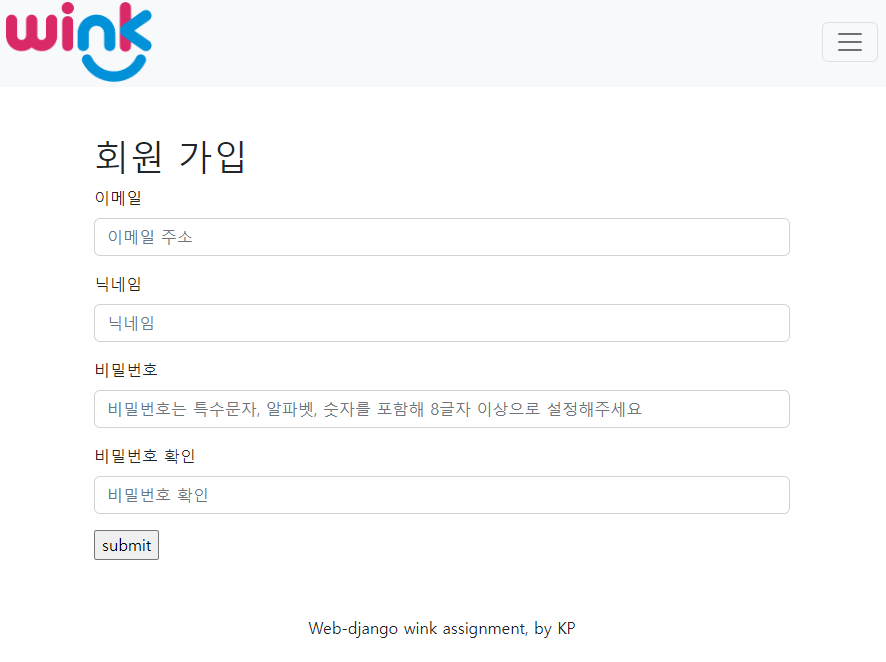 wink
회원 가입
이메일
이메일 주소
닉네임
닉네임
비밀번호
비밀번호는 특수문자, 알파벳, 숫자를 포함해 8글자 이상으로 설정해주세요
비밀번호 확인
비밀번호 확인
submit
Web-django wink assignment, by KP